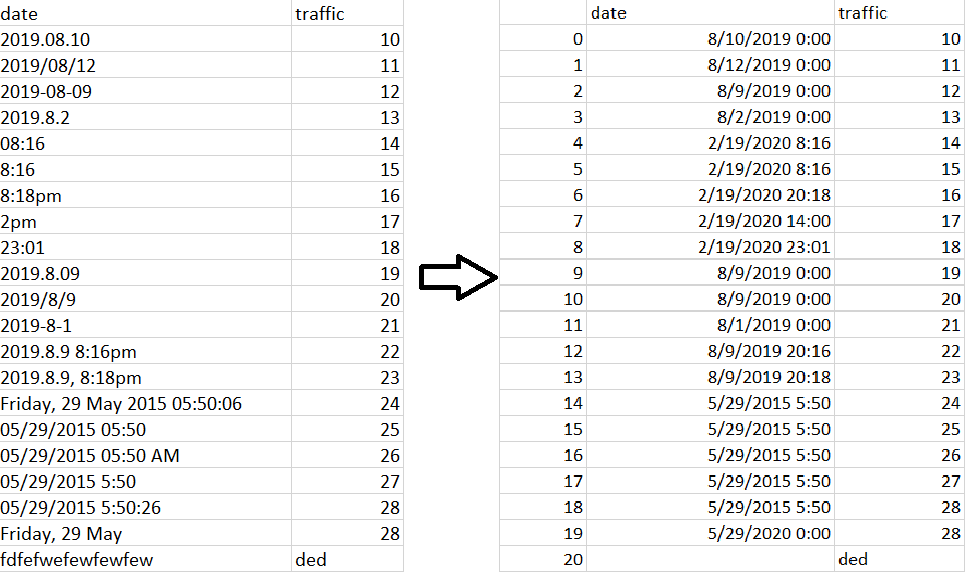 date traffic
2019.08.10 10
2019/08/12 11
2019-08-09 12
2019.8.2 13
08:16 14
8:16 15
8:18pm 16
2pm 17
23:01 18
2019.8.09 19
2019/8/9 20
2019-8-1 21
2019.8.9 8:16pm 22
2019.8.9, 8:18pm 23
Friday, 29 May 2015 05:50:06 24
05/29/2015 05:50 25
05/29/2015 05:50 AM 26
05/29/2015 5:50 27
05/29/2015 5:50:26 28
Friday, 29 May 28
fdfefwefewfewfew ded
date traffic
0 8/10/2019 0:00 10
1 8/12/2019 0:00 11
2 8/9/2019 0:00 12
3 8/2/2019 0:00 13
4 2/19/2020 8:16 14
5 2/19/2020 8:16 15
6 2/19/2020 20:18 16
7 2/19/2020 14:00 17
8 2/19/2020 23:01 18
9 8/9/2019 0:00 19
10 8/9/2019 0:00 20
11 8/1/2019 0:00 21
12 8/9/2019 20:16 22
13 8/9/2019 20:18 23
14 5/29/2015 5:50 24
15 5/29/2015 5:50 25
16 5/29/2015 5:50 26
17 5/29/2015 5:50 27
18 5/29/2015 5:50 28
19 5/29/2020 0:00 28
20 ded